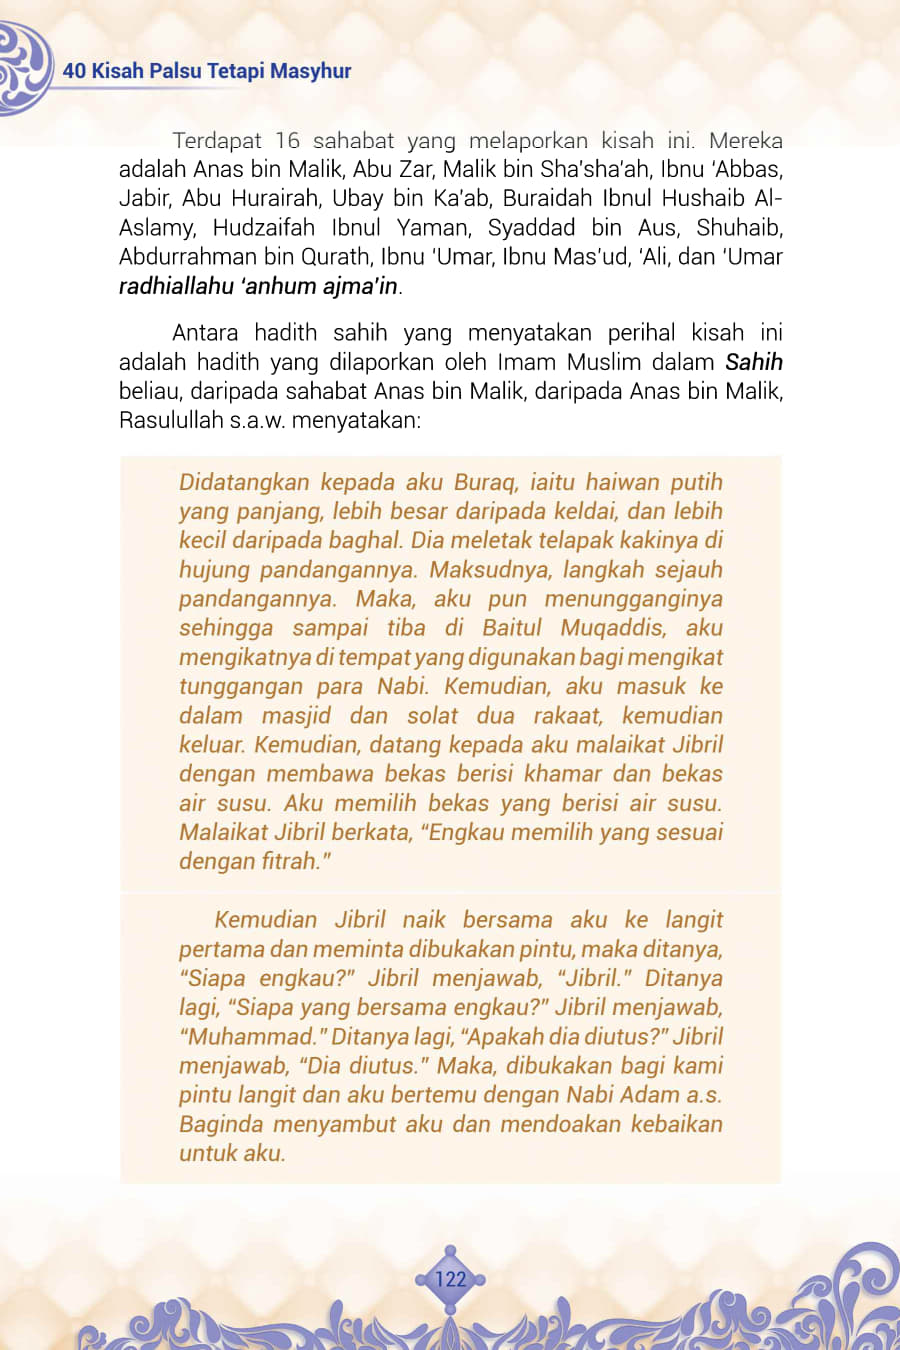 40 Kisah Palsu Tetapi Masyhur
Terdapat 16 sahabat yang melaporkan kisah ini. Mereka
adalah Anas bin Malik, Abu Zar, Malik bin Sha’sha’ah, Ibnu ‘Abbas,
Jabir, Abu Hurairah, Ubay bin Ka’ab, Buraidah Ibnul Hushaib Al-
Aslamy, Hudzaifah Ibnul Yaman, Syaddad bin Aus, Shuhaib,
Abdurrahman bin Qurath, Ibnu ‘Umar, Ibnu Mas’ud, ‘Ali, dan ‘Umar
radhiallahu ‘anhum ajma’in.
Antara hadith sahih yang menyatakan perihal kisah ini
adalah hadith yang dilaporkan oleh Imam Muslim dalam Sahih
beliau, daripada sahabat Anas bin Malik, daripada Anas bin Malik,
Rasulullah s.a.w. menyatakan:
Didatangkan kepada aku Buraq, iaitu haiwan putih
yang panjang, lebih besar daripada keldai, dan lebih
kecil daripada baghal. Dia meletak telapak kakinya di
hujung pandangannya. Maksudnya, langkah sejauh
pandangannya. Maka, aku pun menungganginya
sehingga sampai tiba di Baitul Muqaddis, aku
mengikatnya di tempat yang digunakan bagi mengikat
tunggangan para Nabi. Kemudian, aku masuk ke
dalam masjid dan solat dua rakaat, kemudian
keluar. Kemudian, datang kepada aku malaikat Jibril
dengan membawa bekas berisi khamar dan bekas
air susu. Aku memilih bekas yang berisi air susu.
Malaikat Jibril berkata, “Engkau memilih yang sesuai
dengan fitrah.”
Kemudian Jibril naik bersama aku ke langit
pertama dan meminta dibukakan pintu, maka ditanya,
“Siapa engkau?” Jibril menjawab, “Jibril.” Ditanya
lagi, “Siapa yang bersama engkau?” Jibril menjawab,
“Muhammad.” Ditanya lagi, “Apakah dia diutus?” Jibril
menjawab, “Dia diutus.” Maka, dibukakan bagi kami
pintu langit dan aku bertemu dengan Nabi Adam a.s.
Baginda menyambut aku dan mendoakan kebaikan
untuk aku.
122